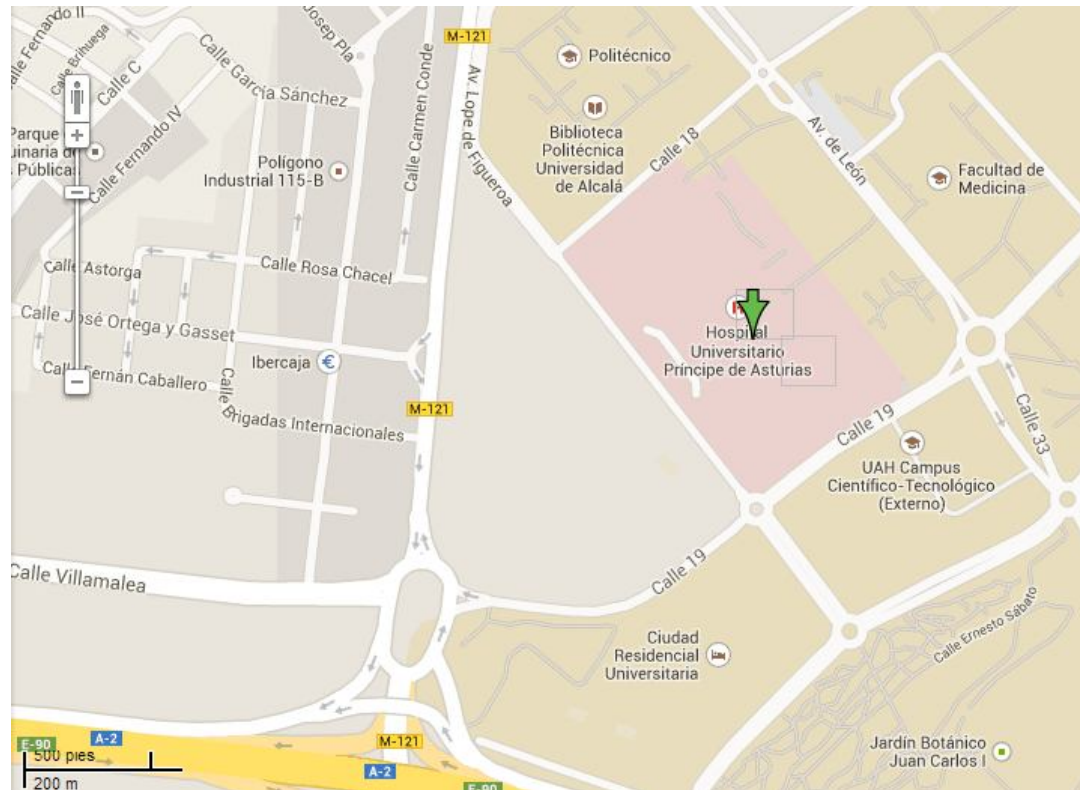 Calle Fernando II
Calle Brihuega
Calle C
Calle García Sánchez
Josep Pla
M-121
Politécnico
Av. Lope de Figueroa
Calle Carmen Conde
Biblioteca
Politécnica
Universidad
de Alcalá
Calle 18
Av. de León
Parque
Públicas
Calle Fernando IV
Polígono
Industrial 115-B
Facultad de
Medicina
Calle Astorga
Calle Rosa Chacel
Calle José Ortega y Gasset
Ibercaja
Calle Fernán Caballero
Calle Brigadas Internacionales
M-121
Hospital
Universitario
Príncipe de Asturias
Calle 19
Calle 33
UAH Campus
Científico-Tecnológico
(Externo)
Calle Villamalea
Calle 19
Ciudad
Residencial
Universitaria
Calle Ernesto Sábato
Jardín Botánico
Juan Carlos I
E-90
A-2
M-121
A-2
E-90
500 pies
200 m